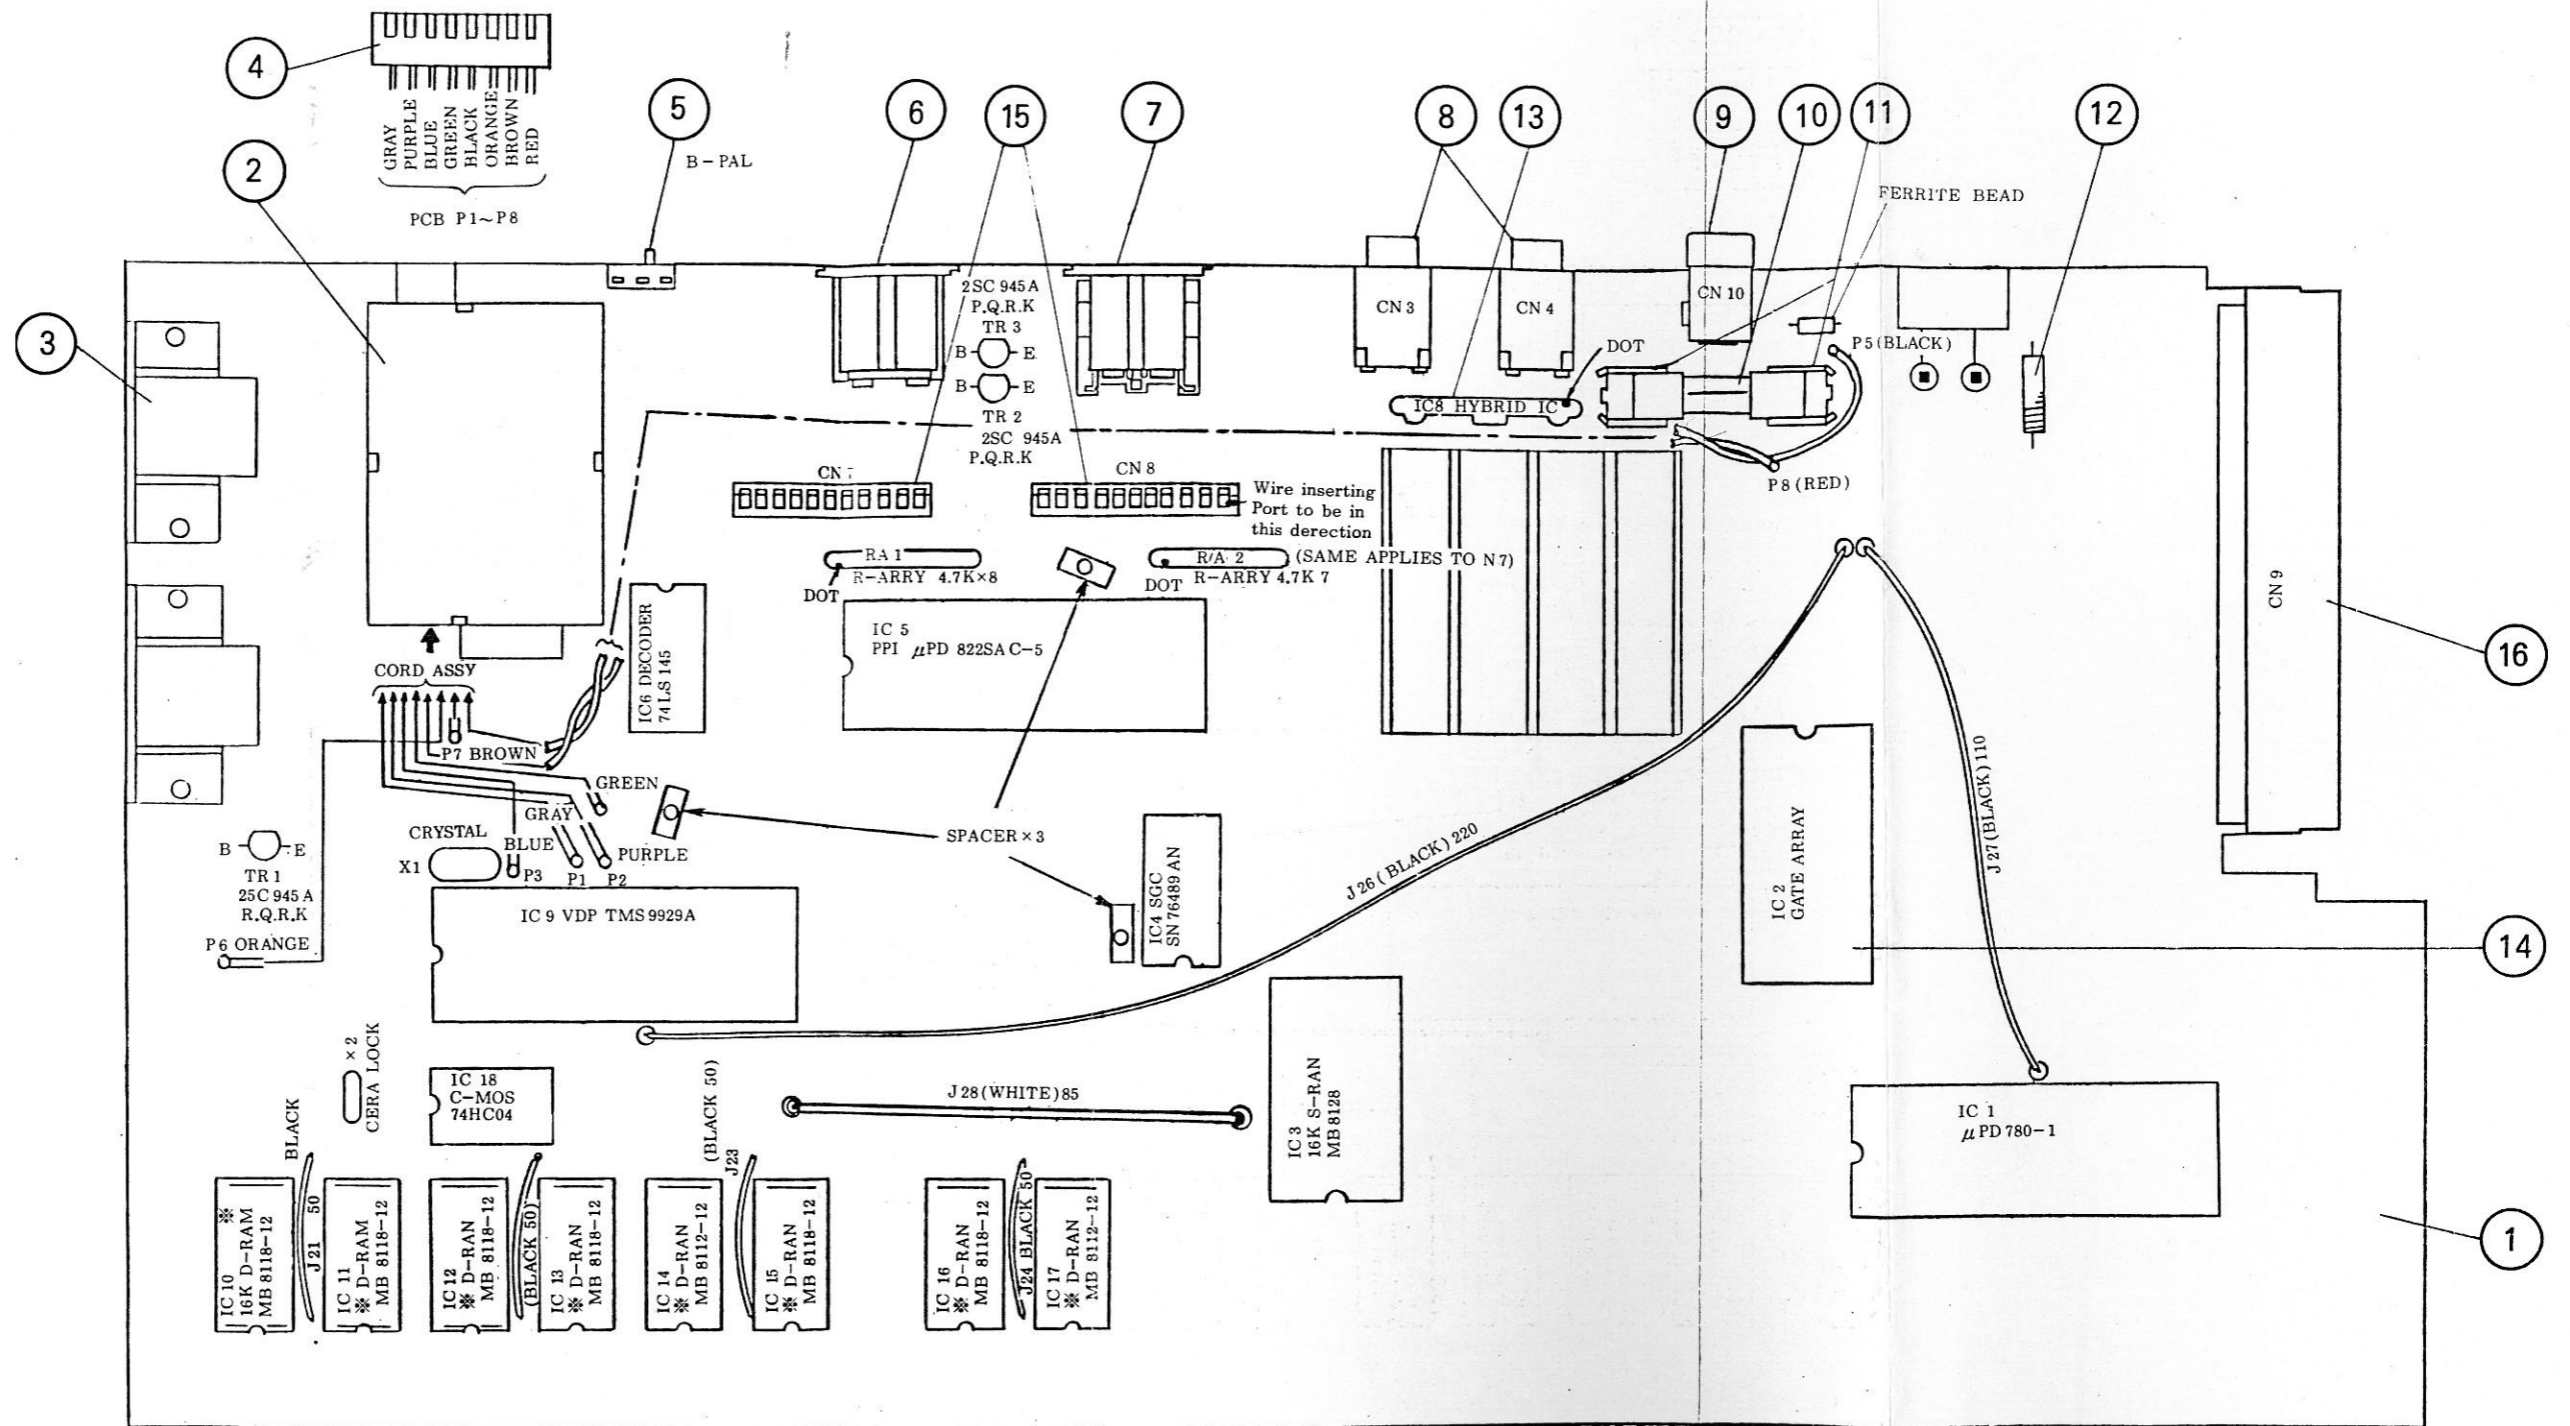 4
GRAY
PURPLE
BLUE
GREEN
BLACK
ORANGE
BROWN
RED
PCB P1~P8
2
3
5
B-PAL
6
15
7
8
13
9
10
11
12
FERRITE BEAD
2SC 945A
P.Q.R.K
TR 3
B
E
B
E
TR 2
2SC 945A
P.Q.R.K
CN 3
CN 4
CN 10
DOT
P5 (BLACK)
IC8 HYBRID IC
P8 (RED)
CN 7
CN 8
Wire inserting
Port to be in
this derection
RA 1
R-ARRY 4.7K×8
DOT
R/A 2
(SAME APPLIES TO N7)
R-ARRY 4.7K 7
DOT
IC 5
PPI μPD 822SA C-5
IC6 DECODER
74LS 145
CORD ASSY
P7 BROWN
GREEN
GRAY
BLUE
PURPLE
CRYSTAL
X1
P3
P1
P2
B
E
TR 1
25C 945 A
R.Q.R.K
P6 ORANGE
SPACER×3
IC 9 VDP TMS 9929A
IC4 SGC
SN 76489 AN
J26 (BLACK) 220
J27 (BLACK) 110
IC 2
GATE ARRAY
CN 9
16
14
1
×2
CERA LOCK
IC 18
C-MOS
74HC04
J28 (WHITE) 85
IC 3
16K S-RAN
MB 8128
IC 1
μPD 780-1
IC 10
16K D-RAM ※
MB 8118-12
J21 50
BLACK
IC 11
※ D-RAM
MB 8118-12
IC 12
※ D-RAN
MB 8118-12
(BLACK 50)
IC 13
※ D-RAN
MB 8118-12
IC 14
※ D-RAN
MB 8112-12
J23
(BLACK 50)
IC 15
※ D-RAN
MB 8118-12
IC 16
※ D-RAN
MB 8118-12
J24 BLACK 50
IC 17
※ D-RAN
MB 8112-12